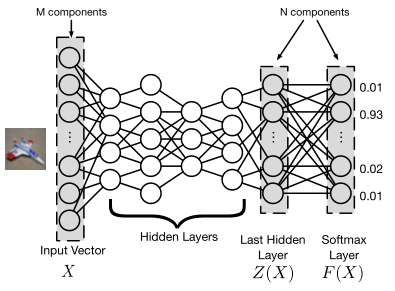 M components
N components
0.01
0.93
⋮
⋮
⋮
⋮
0.02
0.01
Input Vector
X
Hidden Layers
Last Hidden
Layer
Z(X)
Softmax
Layer
F(X)